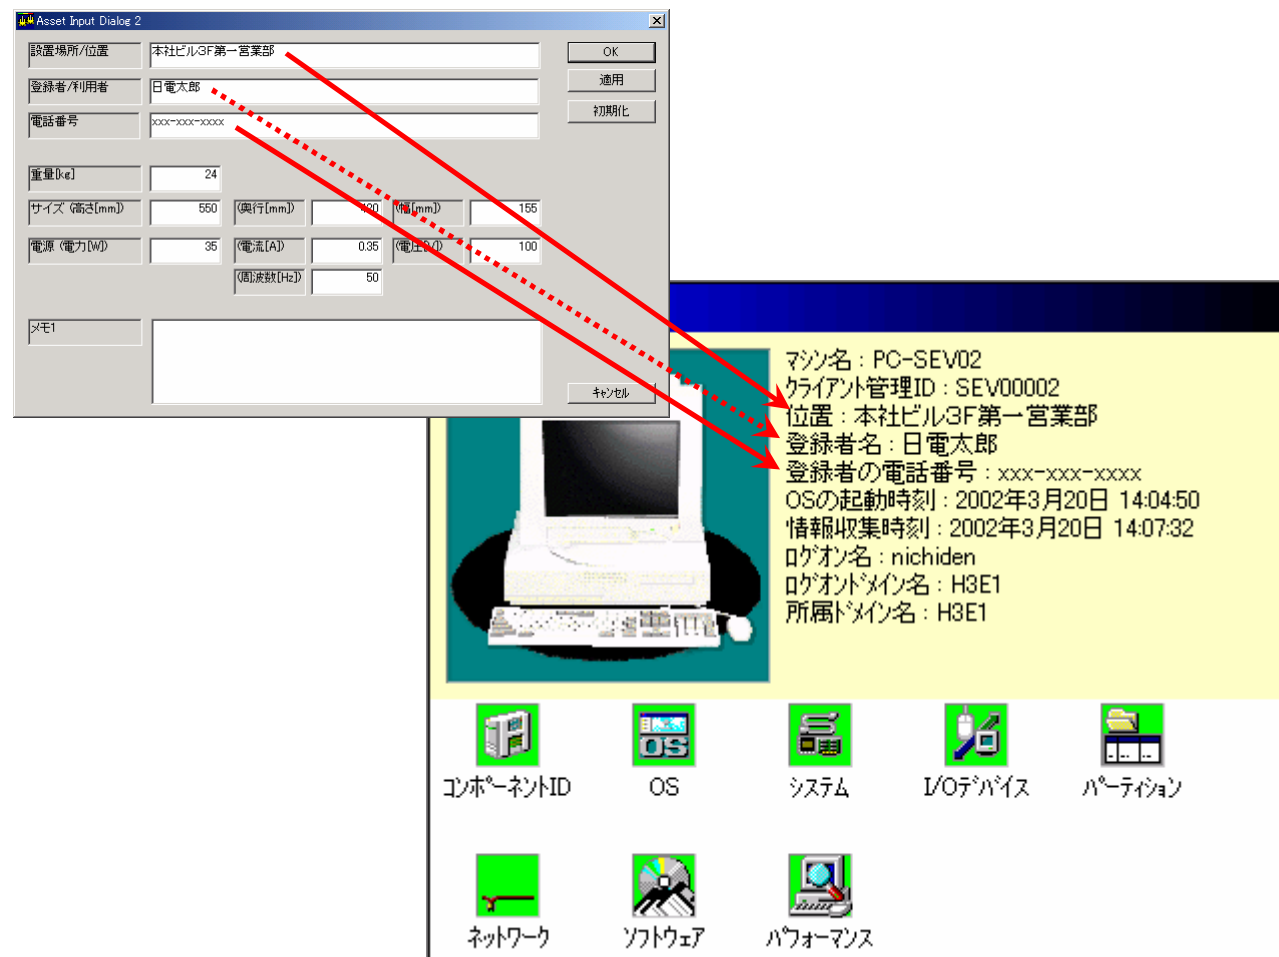 Asset Input Dialog 2
設置場所/位置 本社ビル3F第一営業部 OK
登録者/利用者 日電太郎 適用
電話番号 xxx-xxx-xxxx 初期化
重量[kg] 24
サイズ (高さ[mm]) 550 (奥行[mm]) (幅[mm]) 155
電源 (電力[W]) 35 (電流[A]) 0.35 (電圧[V]) 100
(周波数[Hz]) 50
メモ1
キャンセル
マシン名 : PC-SEV02
クライアント管理ID : SEV00002
位置 : 本社ビル3F第一営業部
登録者名 : 日電太郎
登録者の電話番号 : xxx-xxx-xxxx
OSの起動時刻 : 2002年3月20日 14:04:50
情報収集時刻 : 2002年3月20日 14:07:32
ログオン名 : nichiden
ログオンドメイン名 : H3E1
所属ドメイン名 : H3E1
OS
コンポーネントID OS システム I/Oデバイス パーティション
ネットワーク ソフトウェア パフォーマンス